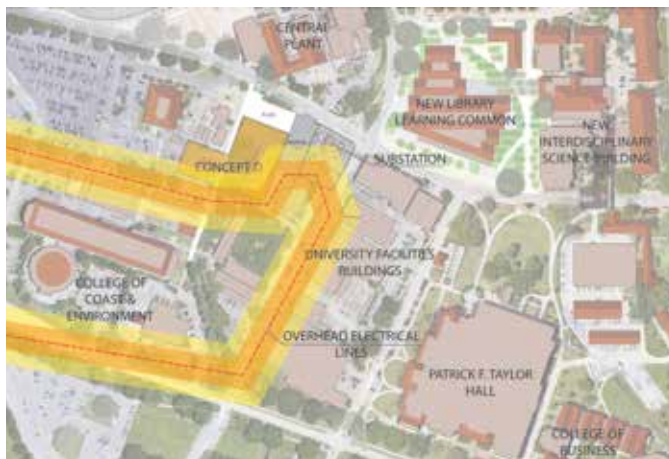 CENTRAL
PLANT
NEW LIBRARY
LEARNING COMMON
NEW
INTERDISCIPLINARY
SCIENCE BUILDING
CONCEPT
SUBSTATION
UNIVERSITY FACILITIES
BUILDINGS
COLLEGE OF
COAST &
ENVIRONMENT
OVERHEAD ELECTRICAL
LINES
PATRICK F. TAYLOR
HALL
COLLEGE OF
BUSINESS